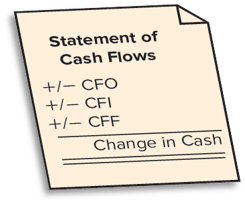 Statement of
Cash Flows
+/− CFO
+/− CFI
+/− CFF
Change in Cash